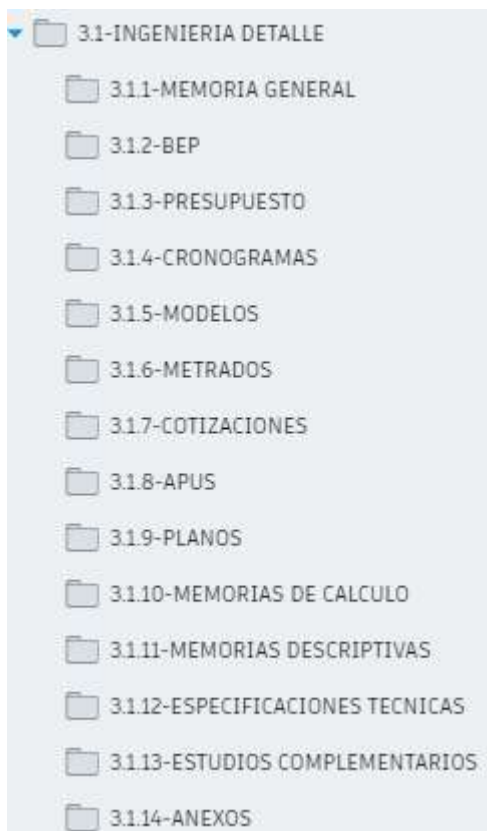 3.1-INGENIERIA DETALLE
3.1.1-MEMORIA GENERAL
3.1.2-BEP
3.1.3-PRESUPUESTO
3.1.4-CRONOGRAMAS
3.1.5-MODELOS
3.1.6-METRADOS
3.1.7-COTIZACIONES
3.1.8-APUS
3.1.9-PLANOS
3.1.10-MEMORIAS DE CALCULO
3.1.11-MEMORIAS DESCRIPTIVAS
3.1.12-ESPECIFICACIONES TECNICAS
3.1.13-ESTUDIOS COMPLEMENTARIOS
3.1.14-ANEXOS